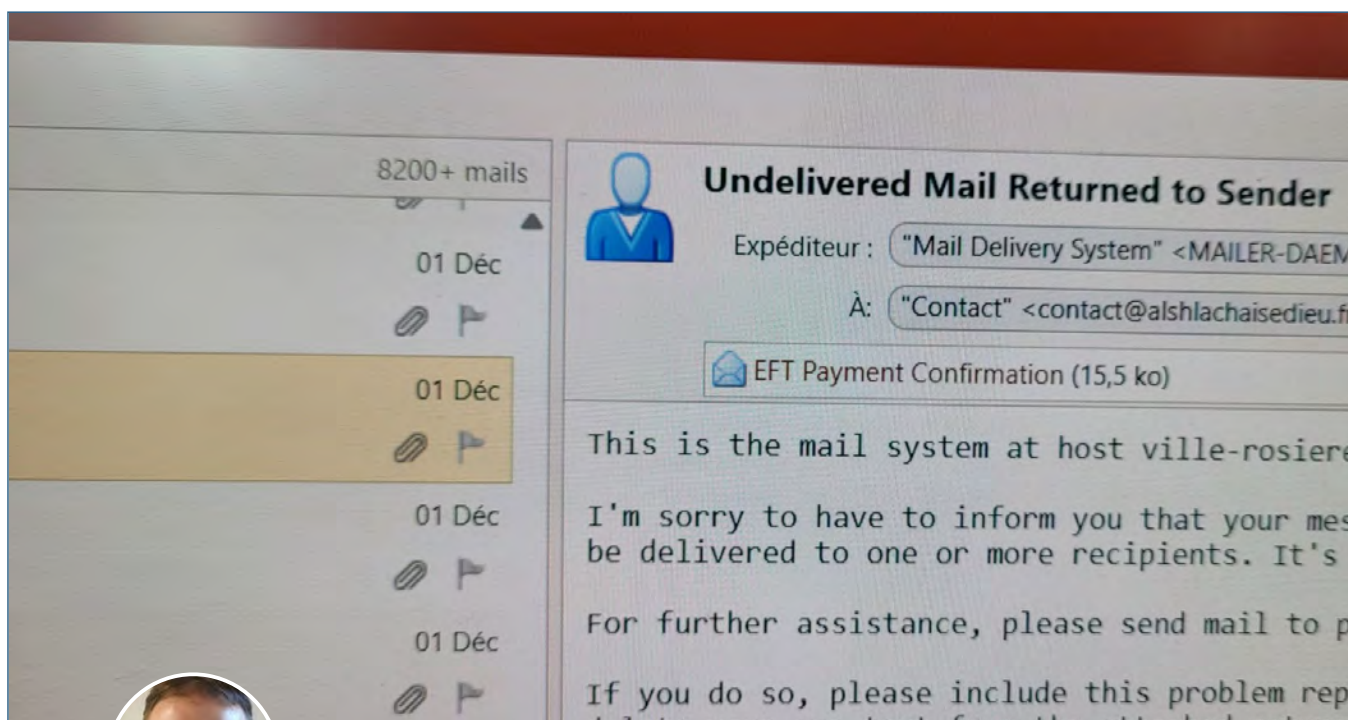 8200+ mails
01 Déc
01 Déc
01 Déc
01 Déc
Undelivered Mail Returned to Sender
Expéditeur : "Mail Delivery System" <MAILER-DAEM
À: "Contact" <contact@alshlachaisedieu.f
EFT Payment Confirmation (15,5 ko)
This is the mail system at host ville-rosiere
I'm sorry to have to inform you that your mes
be delivered to one or more recipients. It's
For further assistance, please send mail to p
If you do so, please include this problem rep